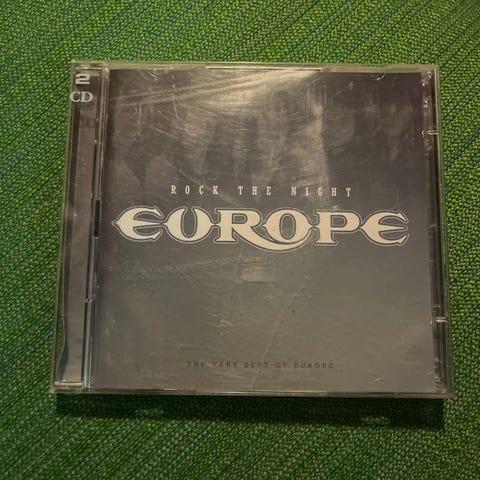 2
CD
ROCK THE NIGHT
EUROPE
THE VERY BEST OF EUROPE